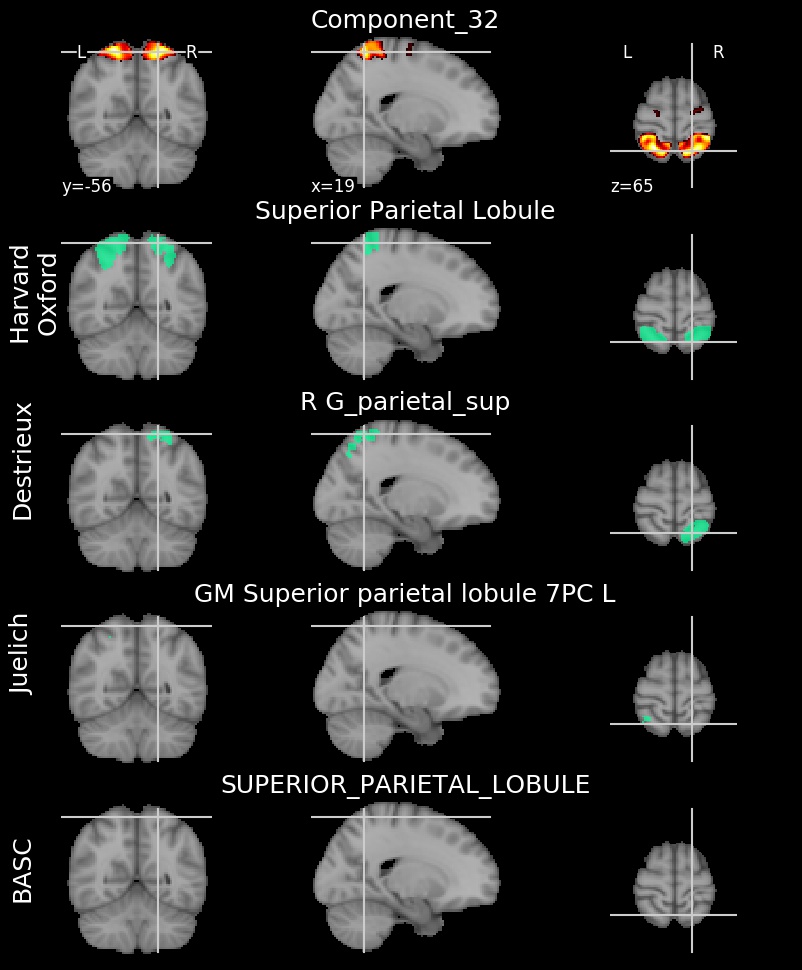 Component_32
L R
L R
y=-56 x=19 z=65
Superior Parietal Lobule
Harvard
Oxford
R G_parietal_sup
Destrieux
GM Superior parietal lobule 7PC L
Juelich
SUPERIOR_PARIETAL_LOBULE
BASC